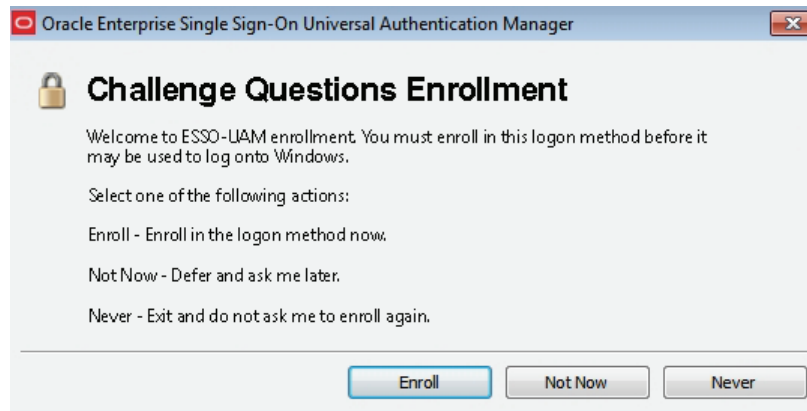 Oracle Enterprise Single Sign-On Universal Authentication Manager
Challenge Questions Enrollment
Welcome to ESSO-UAM enrollment. You must enroll in this logon method before it
may be used to log onto Windows.
Select one of the following actions:
Enroll - Enroll in the logon method now.
Not Now - Defer and ask me later.
Never - Exit and do not ask me to enroll again.
Enroll Not Now Never